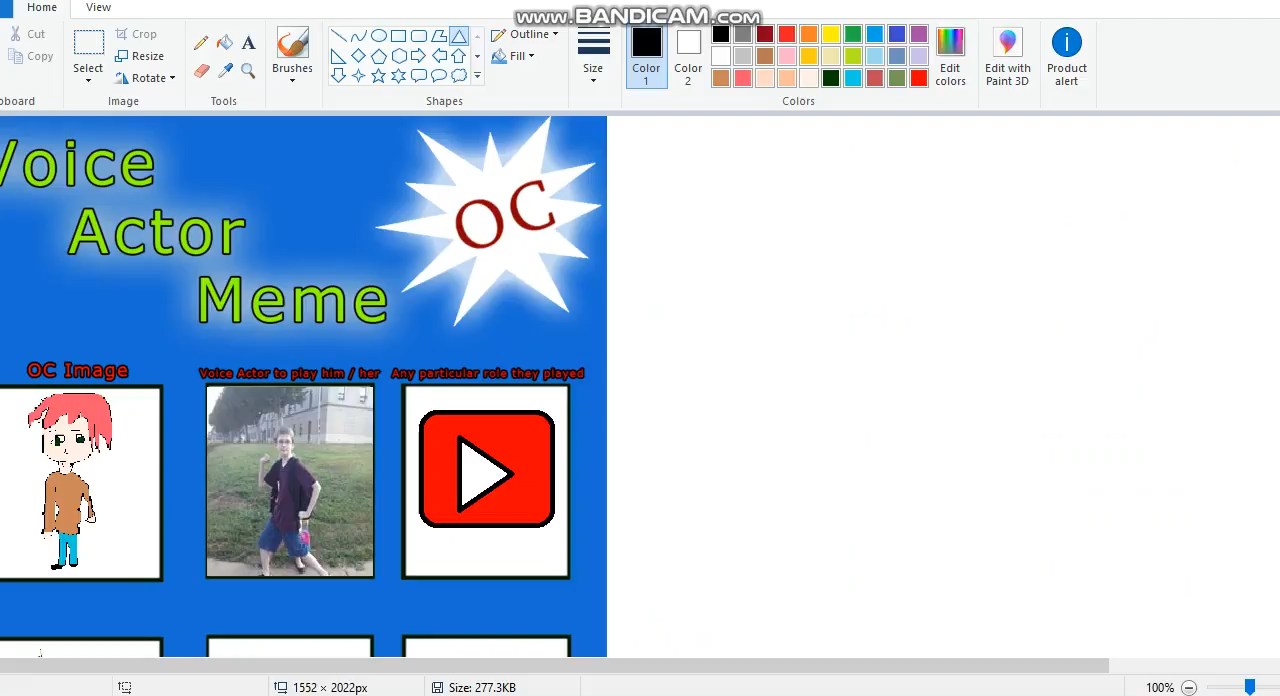 Home View
www.BANDICAM.com
Cut
Copy
Select
Crop
Resize
Rotate
Brushes
Outline
Fill
Size
Color 1
Color 2
Edit colors
Edit with Paint 3D
Product alert
oboard
Image
Tools
Shapes
Colors
Voice
Actor
Meme
OC
OC Image
Voice Actor to play him / her
Any particular role they played
1552 × 2022px
Size: 277.3KB
100%